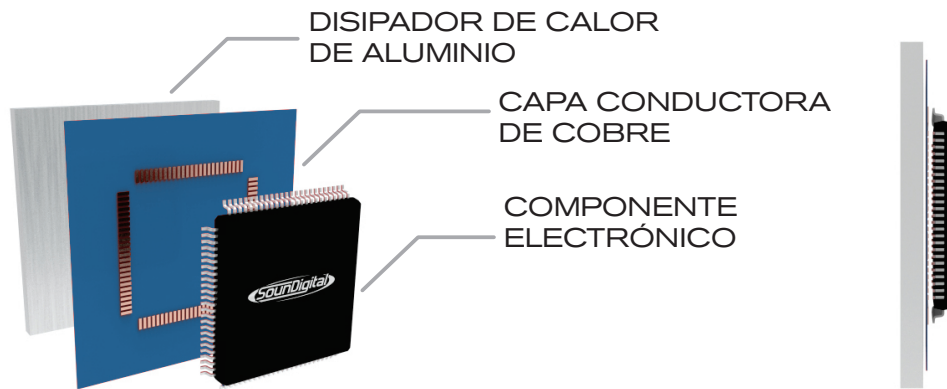 DISIPADOR DE CALOR
DE ALUMINIO
CAPA CONDUCTORA
DE COBRE
COMPONENTE
ELECTRÓNICO
SounDigital